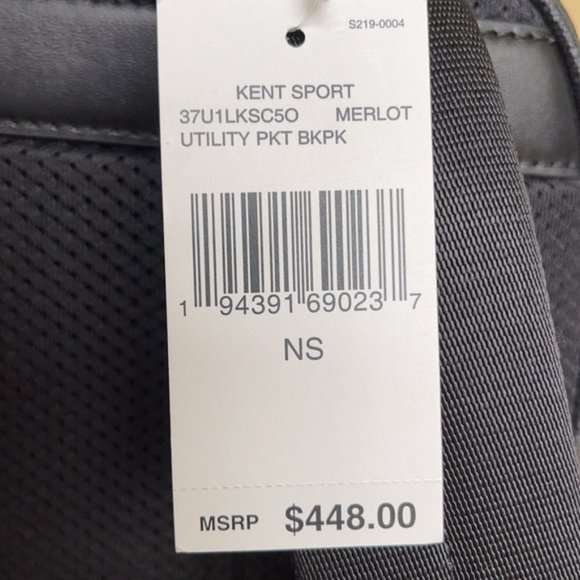 S219-0004
KENT SPORT
37U1LKSC5O MERLOT
UTILITY PKT BKPK
1 94391 69023 7
NS
MSRP $448.00